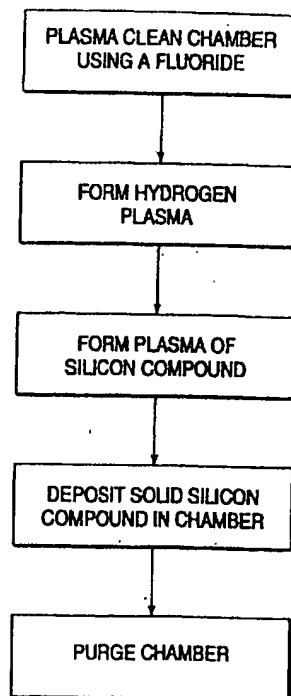 PLASMA CLEAN CHAMBER
USING A FLUORIDE
FORM HYDROGEN
PLASMA
FORM PLASMA OF
SILICON COMPOUND
DEPOSIT SOLID SILICON
COMPOUND IN CHAMBER
PURGE CHAMBER